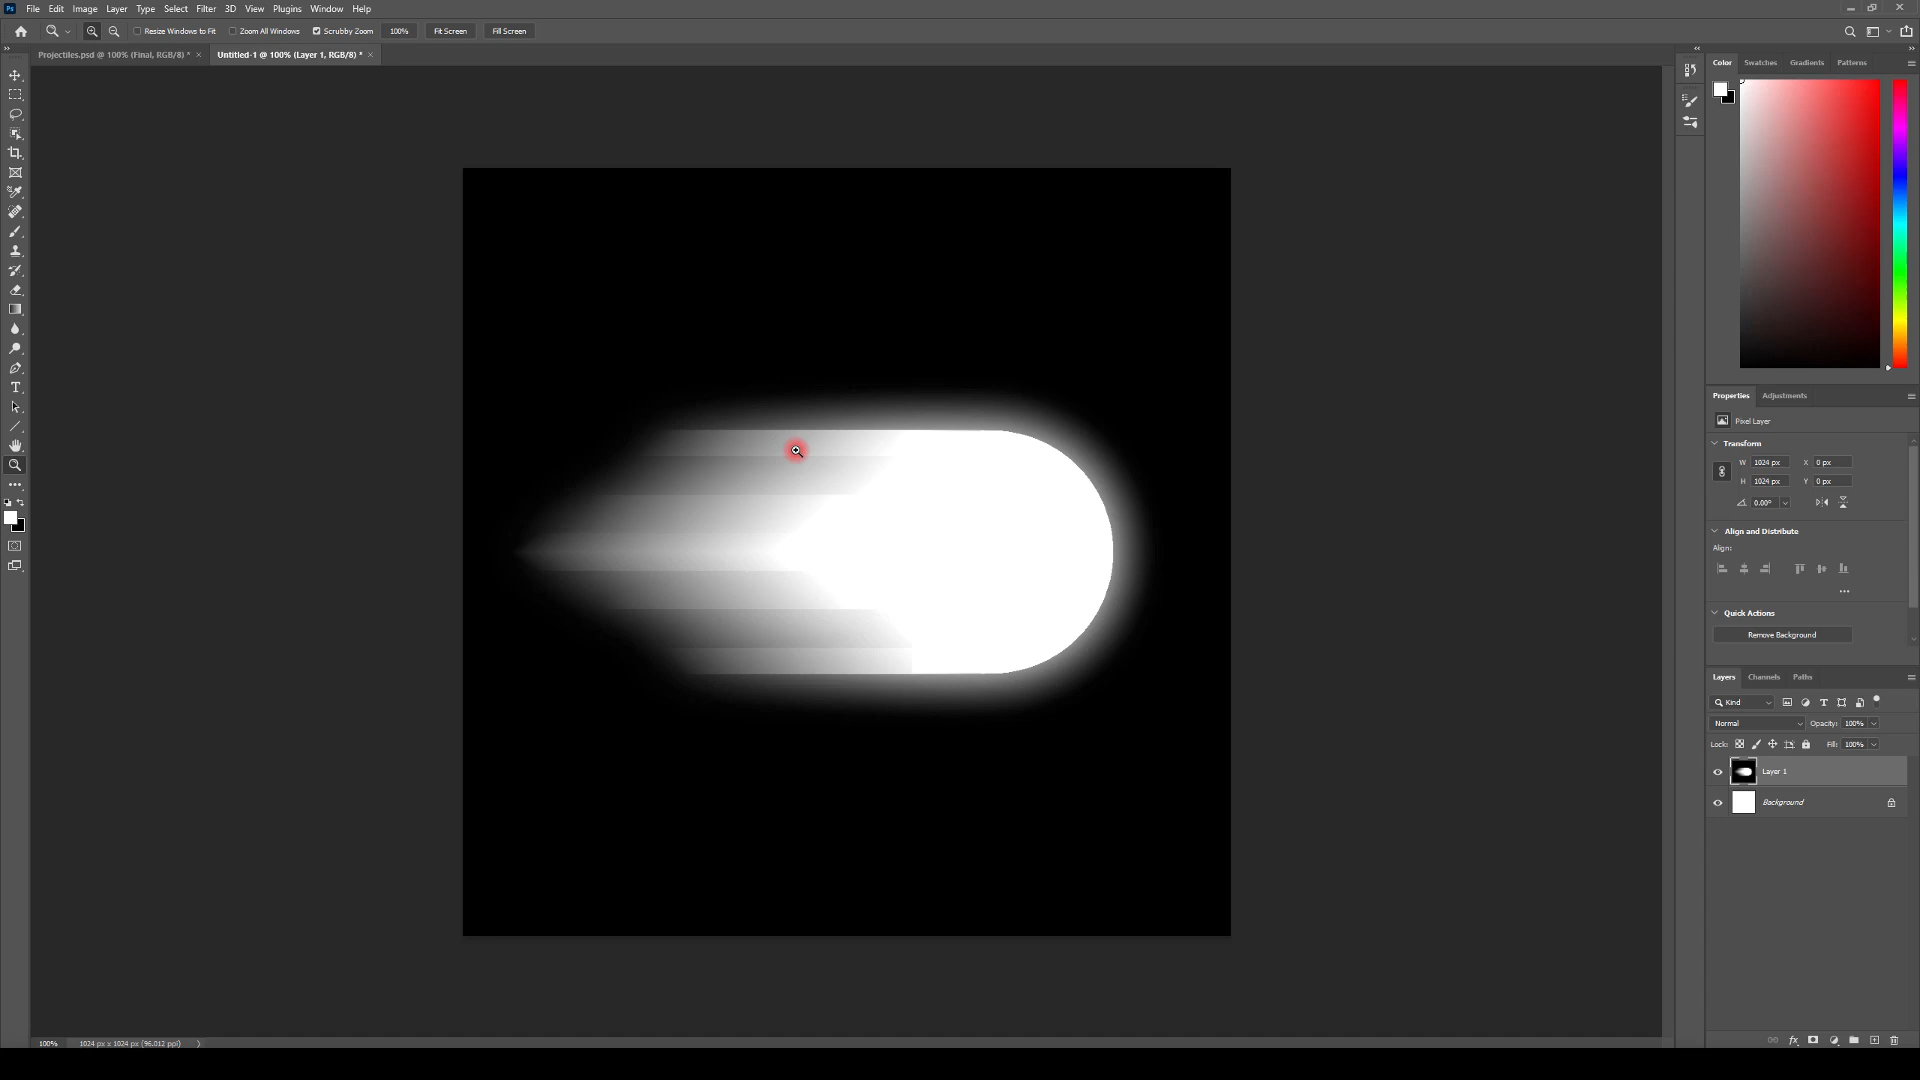 Ps File Edit Image Layer Type Select Filter 3D View Plugins Window Help
Resize Windows to Fit Zoom All Windows Scrubby Zoom 100% Fit Screen Fill Screen
Projectiles.psd @ 100% (Final, RGB/8) * × Untitled-1 @ 100% (Layer 1, RGB/8) * ×
Color Swatches Gradients Patterns
Properties Adjustments
Pixel Layer
Transform
W 1024 px X 0 px
H 1024 px Y 0 px
0.00°
Align and Distribute
Align:
Quick Actions
Remove Background
Layers Channels Paths
Kind
Normal Opacity: 100%
Lock: Fill: 100%
Layer 1
Background
100% 1024 px x 1024 px (96.012 ppi)